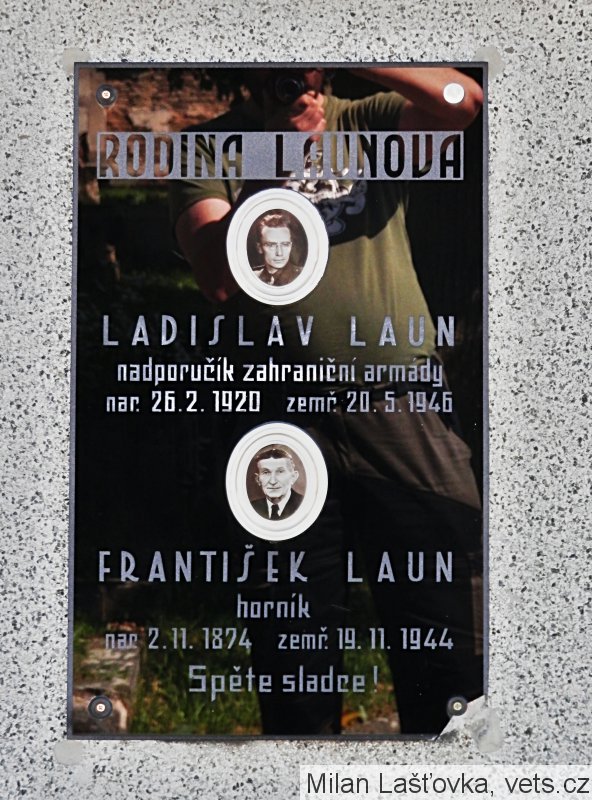 RODINA LAUNOVA
LADISLAV LAUN
nadporučík zahraniční armády
nar. 26. 2. 1920 zemř. 20. 5. 1946
FRANTIŠEK LAUN
horník
nar. 2. 11. 1874 zemř. 19. 11. 1944
Spěte sladce!
Milan Lašťovka, vets.cz